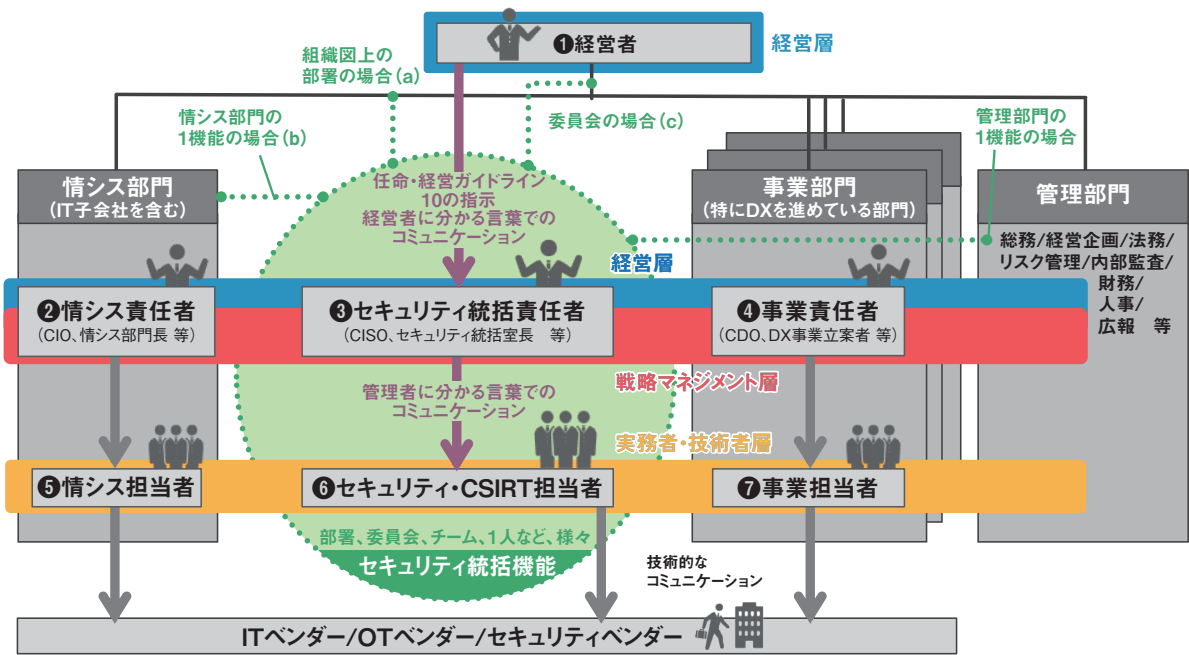 ❶経営者
経営層
組織図上の
部署の場合（a）
情シス部門の
1機能の場合（b）
委員会の場合（c）
管理部門の
1機能の場合
情シス部門
（IT子会社を含む）
任命・経営ガイドライン
10の指示
経営者に分かる言葉での
コミュニケーション
事業部門
（特にDXを進めている部門）
管理部門
総務/経営企画/法務/
リスク管理/内部監査/
財務/
人事/
広報　等
経営層
❷情シス責任者
（CIO、情シス部門長 等）
❸セキュリティ統括責任者
（CISO、セキュリティ統括室長　等）
❹事業責任者
（CDO、DX事業立案者 等）
戦略マネジメント層
管理者に分かる言葉での
コミュニケーション
実務者・技術者層
❺情シス担当者
❻セキュリティ・CSIRT担当者
❼事業担当者
部署、委員会、チーム、1人など、様々
セキュリティ統括機能
技術的な
コミュニケーション
ITベンダー/OTベンダー/セキュリティベンダー